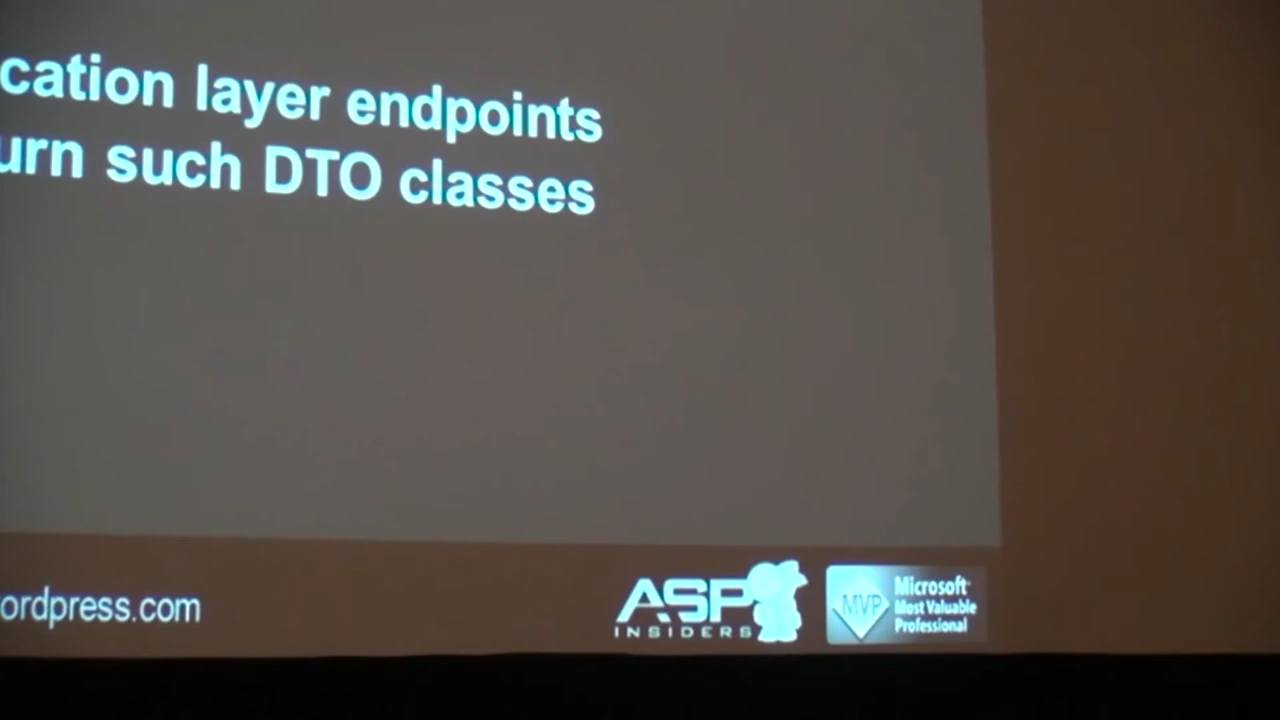 cation layer endpoints
urn such DTO classes
ordpress.com
ASP
INSIDERS
MVP
Microsoft
Most Valuable
Professional